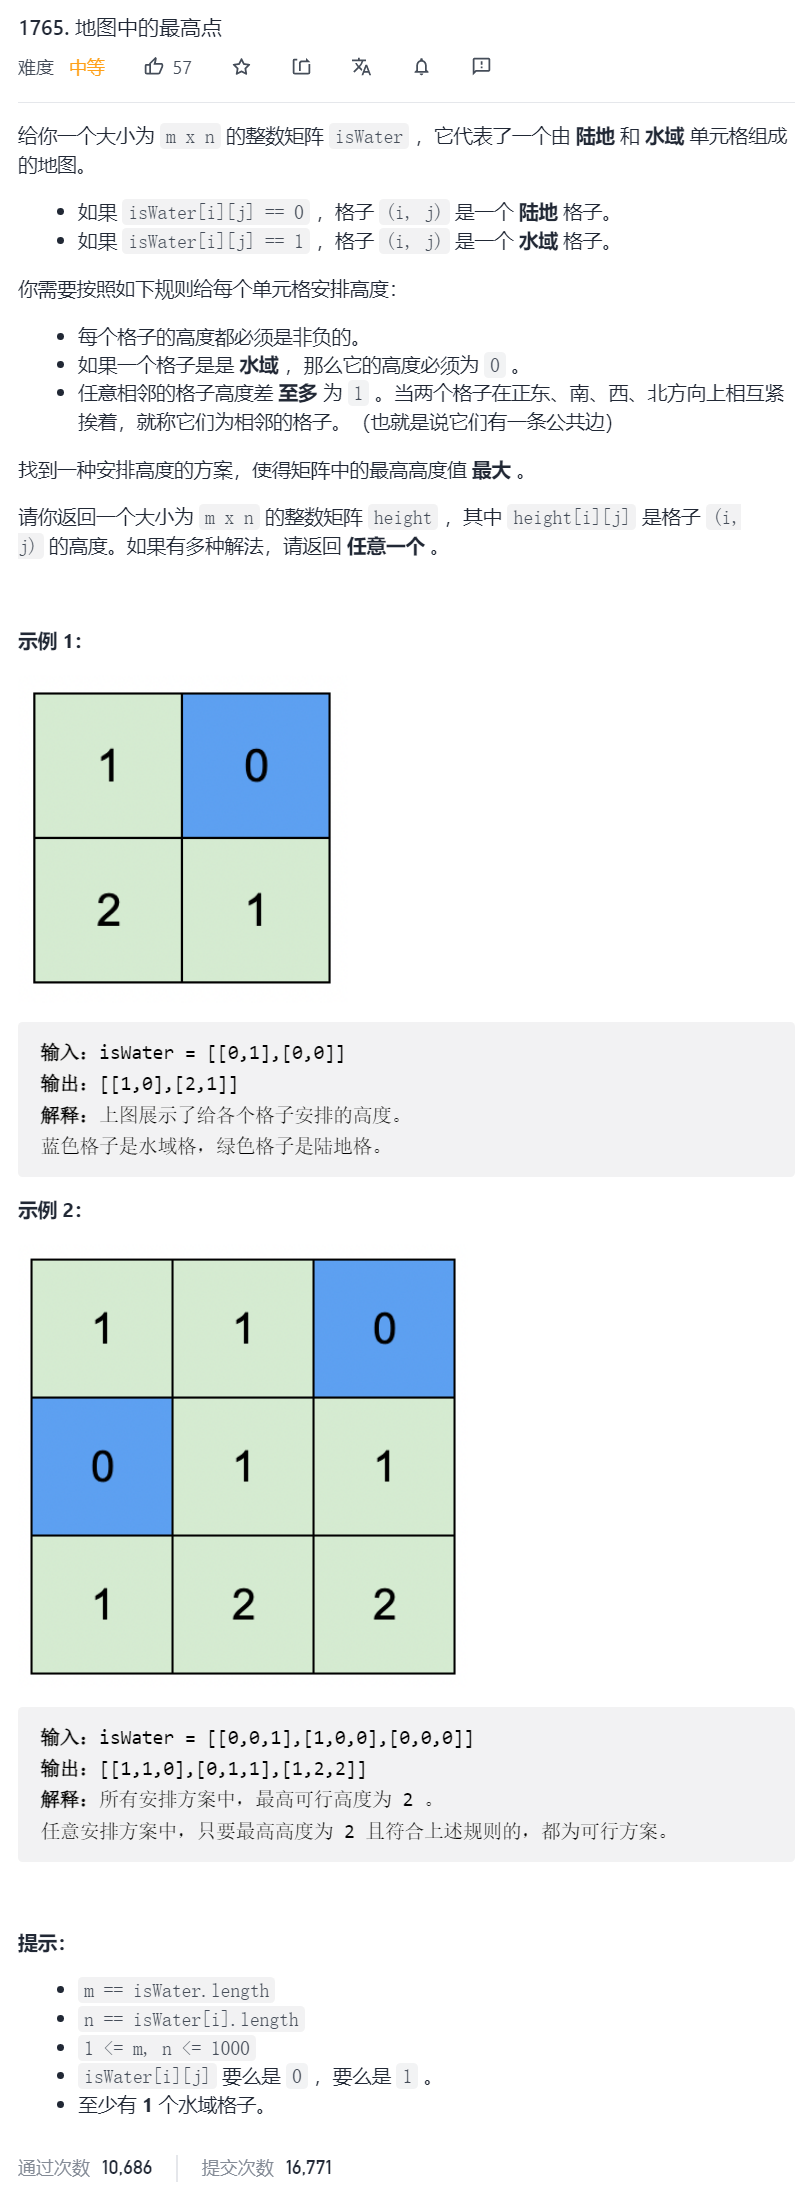 1765. 地图中的最高点
难度 中等 57
给你一个大小为 m x n 的整数矩阵 isWater ，它代表了一个由 陆地 和 水域 单元格组成
的地图。
• 如果 isWater[i][j] == 0 ，格子 (i, j) 是一个 陆地 格子。
• 如果 isWater[i][j] == 1 ，格子 (i, j) 是一个 水域 格子。
你需要按照如下规则给每个单元格安排高度：
• 每个格子的高度都必须是非负的。
• 如果一个格子是是 水域 ，那么它的高度必须为 0 。
• 任意相邻的格子高度差 至多 为 1 。当两个格子在正东、南、西、北方向上相互紧
挨着，就称它们为相邻的格子。（也就是说它们有一条公共边）
找到一种安排高度的方案，使得矩阵中的最高高度值 最大 。
请你返回一个大小为 m x n 的整数矩阵 height ，其中 height[i][j] 是格子 (i,
j) 的高度。如果有多种解法，请返回 任意一个 。
示例 1：
1 0
2 1
输入：isWater = [[0,1],[0,0]]
输出：[[1,0],[2,1]]
解释：上图展示了给各个格子安排的高度。
蓝色格子是水域格，绿色格子是陆地格。
示例 2：
1 1 0
0 1 1
1 2 2
输入：isWater = [[0,0,1],[1,0,0],[0,0,0]]
输出：[[1,1,0],[0,1,1],[1,2,2]]
解释：所有安排方案中，最高可行高度为 2 。
任意安排方案中，只要最高高度为 2 且符合上述规则的，都为可行方案。
提示：
• m == isWater.length
• n == isWater[i].length
• 1 <= m, n <= 1000
• isWater[i][j] 要么是 0 ，要么是 1 。
• 至少有 1 个水域格子。
通过次数 10,686 提交次数 16,771